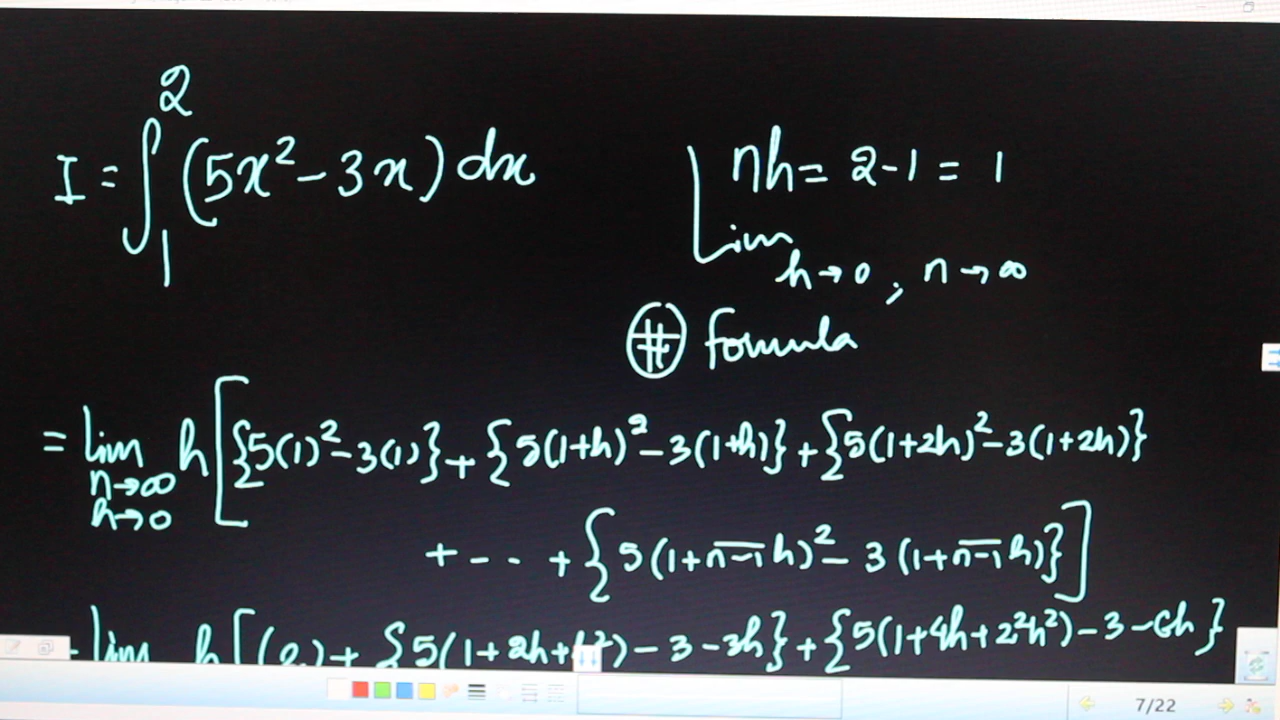 I = ∫₁² (5x² - 3x) dx
nh = 2-1 = 1
lim h→0, n→∞
# formula
= lim n→∞ h→0 h[{5(1)² - 3(1)} + {5(1+h)² - 3(1+h)} + {5(1+2h)² - 3(1+2h)}
+ - - - + {5(1+n̅-̅1̅h)² - 3(1+n̅-̅1̅h)}]
lim h[(2) + {5(1+2h+h²) - 3 - 3h} + {5(1+4h+2²h²) - 3 - 6h}
7/22